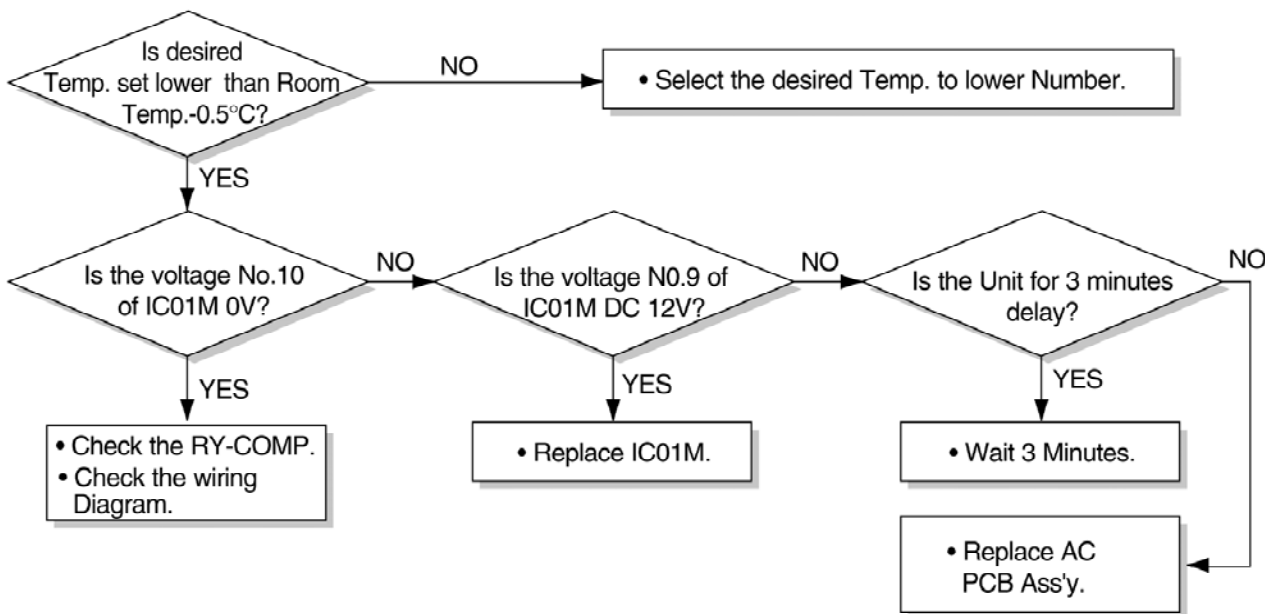 Is desired
Temp. set lower than Room
Temp.-0.5°C?
NO
• Select the desired Temp. to lower Number.
YES
Is the voltage No.10
of IC01M 0V?
NO
Is the voltage N0.9 of
IC01M DC 12V?
NO
Is the Unit for 3 minutes
delay?
NO
YES
• Check the RY-COMP.
• Check the wiring
Diagram.
YES
• Replace IC01M.
YES
• Wait 3 Minutes.
• Replace AC
PCB Ass'y.